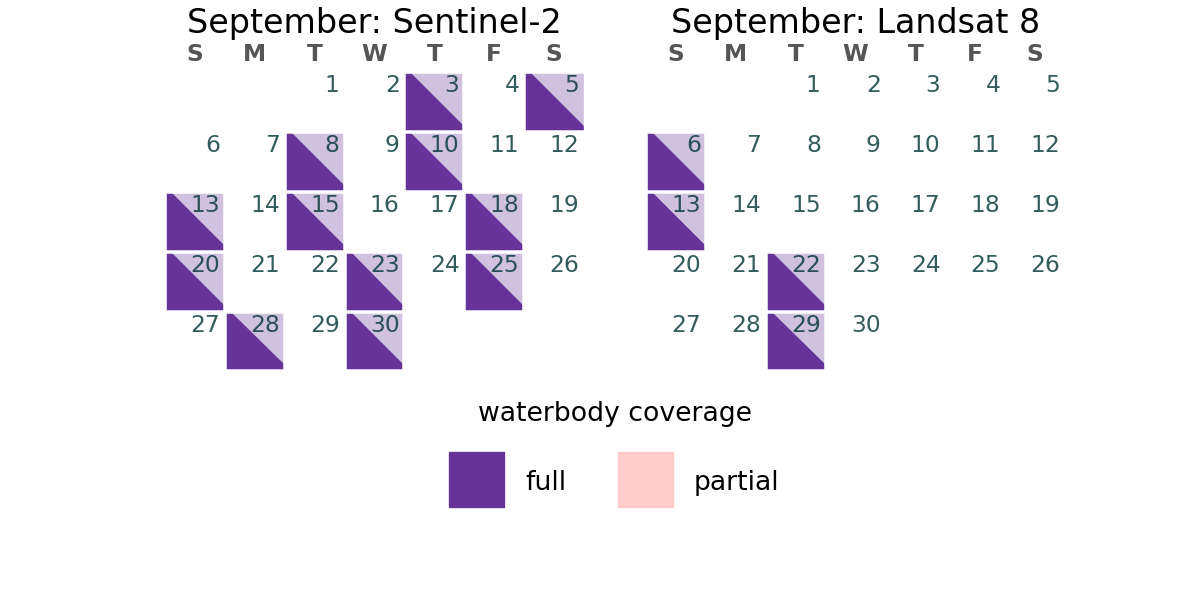 September: Sentinel-2
S M T W T F S
1 2 3 4 5
6 7 8 9 10 11 12
13 14 15 16 17 18 19
20 21 22 23 24 25 26
27 28 29 30
September: Landsat 8
S M T W T F S
1 2 3 4 5
6 7 8 9 10 11 12
13 14 15 16 17 18 19
20 21 22 23 24 25 26
27 28 29 30
waterbody coverage
full partial